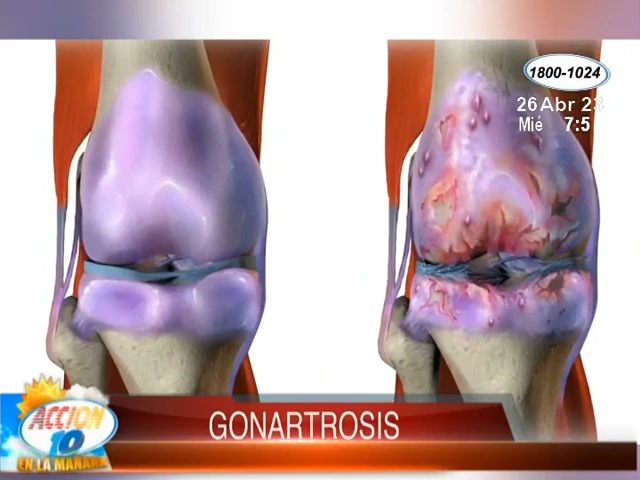 1800-1024
26 Abr 23
Mié 7:5
GONARTROSIS
ACCION
10
EN LA MAÑANA